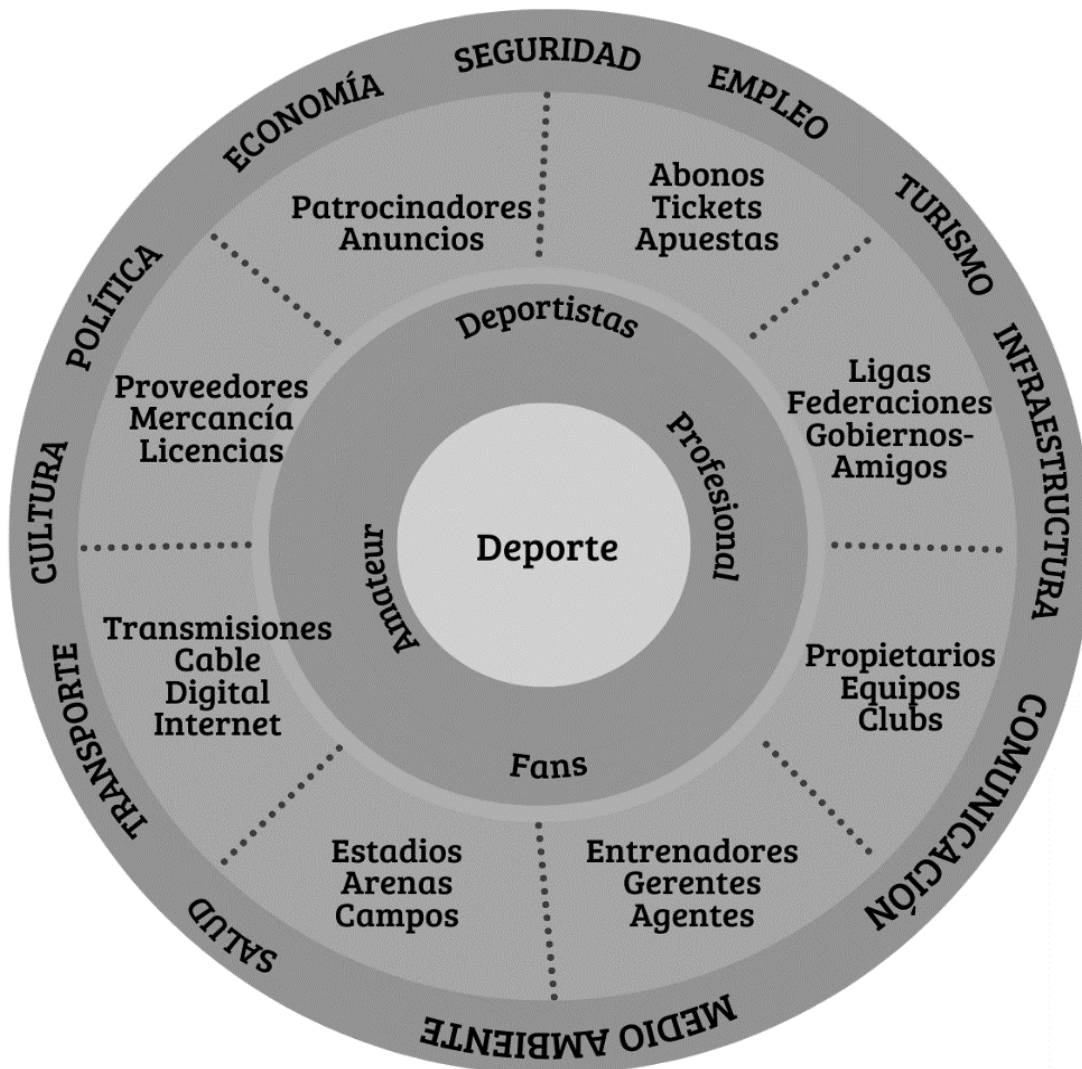 SEGURIDAD
EMPLEO
TURISMO
INFRAESTRUCTURA
COMUNICACIÓN
MEDIO AMBIENTE
SALUD
TRANSPORTE
CULTURA
POLÍTICA
ECONOMÍA
Patrocinadores
Anuncios
Abonos
Tickets
Apuestas
Ligas
Federaciones
Gobiernos-
Amigos
Propietarios
Equipos
Clubs
Entrenadores
Gerentes
Agentes
Estadios
Arenas
Campos
Transmisiones
Cable
Digital
Internet
Proveedores
Mercancía
Licencias
Deportistas
Profesional
Fans
Amateur
Deporte